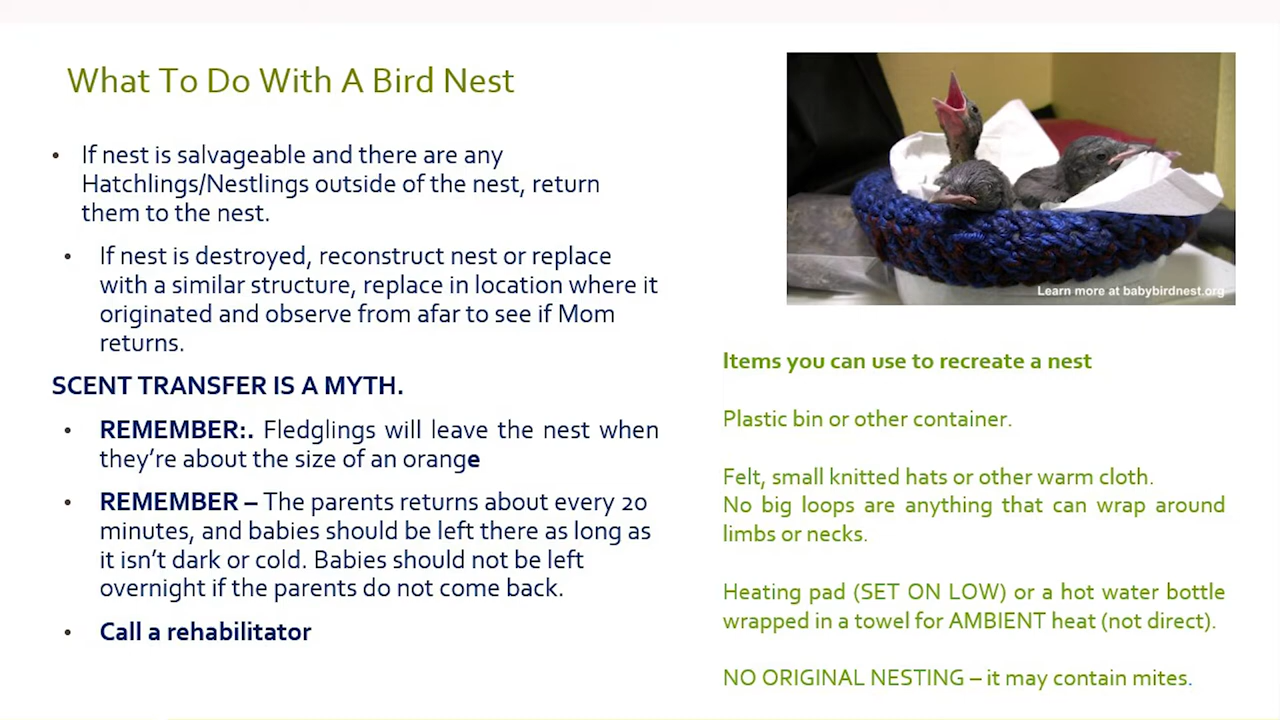 What To Do With A Bird Nest
• If nest is salvageable and there are any
Hatchlings/Nestlings outside of the nest, return
them to the nest.
• If nest is destroyed, reconstruct nest or replace
with a similar structure, replace in location where it
originated and observe from afar to see if Mom
returns.
SCENT TRANSFER IS A MYTH.
• REMEMBER:. Fledglings will leave the nest when
they're about the size of an orange
• REMEMBER – The parents returns about every 20
minutes, and babies should be left there as long as
it isn't dark or cold. Babies should not be left
overnight if the parents do not come back.
• Call a rehabilitator
Learn more at babybirdnest.org
Items you can use to recreate a nest
Plastic bin or other container.
Felt, small knitted hats or other warm cloth.
No big loops are anything that can wrap around
limbs or necks.
Heating pad (SET ON LOW) or a hot water bottle
wrapped in a towel for AMBIENT heat (not direct).
NO ORIGINAL NESTING – it may contain mites.